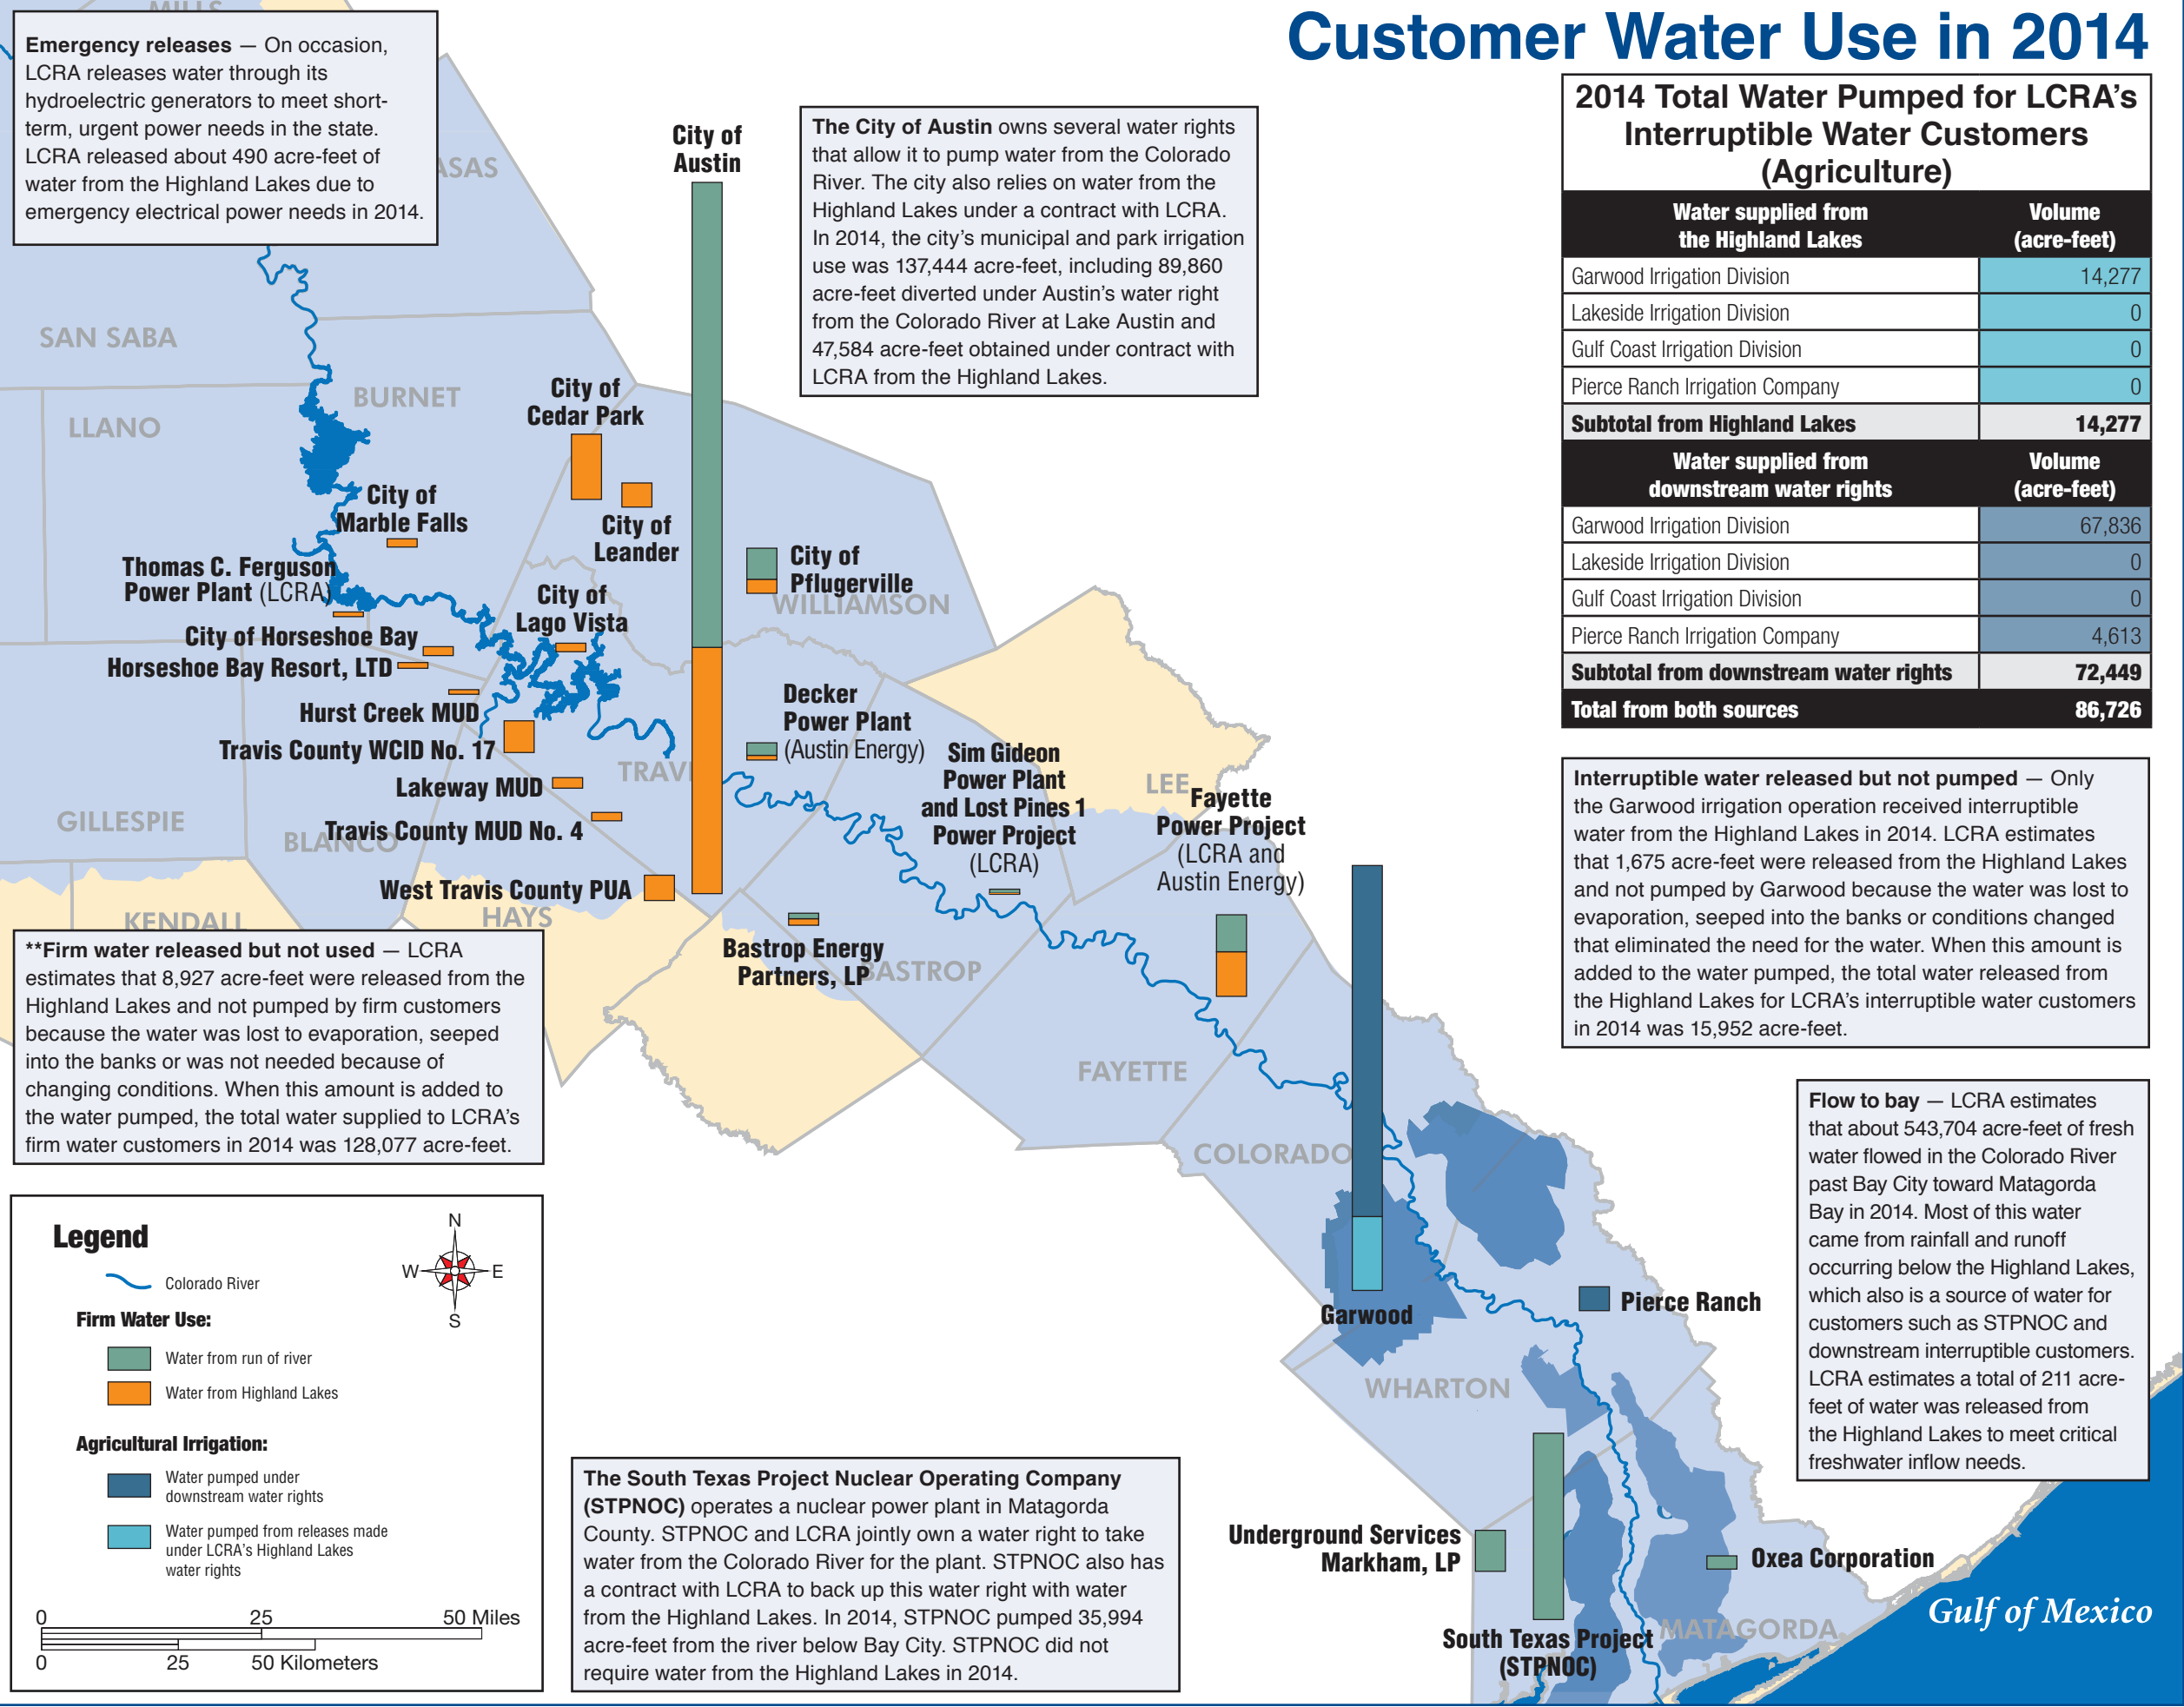 Customer Water Use in 2014
MILLS
Emergency releases — On occasion,
LCRA releases water through its
hydroelectric generators to meet short-
term, urgent power needs in the state.
LCRA released about 490 acre-feet of
water from the Highland Lakes due to
emergency electrical power needs in 2014.
ASAS
City of
Austin
The City of Austin owns several water rights
that allow it to pump water from the Colorado
River. The city also relies on water from the
Highland Lakes under a contract with LCRA.
In 2014, the city's municipal and park irrigation
use was 137,444 acre-feet, including 89,860
acre-feet diverted under Austin's water right
from the Colorado River at Lake Austin and
47,584 acre-feet obtained under contract with
LCRA from the Highland Lakes.
2014 Total Water Pumped for LCRA's
Interruptible Water Customers
(Agriculture)
Water supplied from
the Highland Lakes
Volume
(acre-feet)
Garwood Irrigation Division 14,277
Lakeside Irrigation Division 0
Gulf Coast Irrigation Division 0
Pierce Ranch Irrigation Company 0
Subtotal from Highland Lakes 14,277
Water supplied from
downstream water rights
Volume
(acre-feet)
Garwood Irrigation Division 67,836
Lakeside Irrigation Division 0
Gulf Coast Irrigation Division 0
Pierce Ranch Irrigation Company 4,613
Subtotal from downstream water rights 72,449
Total from both sources 86,726
SAN SABA
BURNET
LLANO
City of
Cedar Park
City of
Leander
City of
Marble Falls
City of
Pflugerville
WILLIAMSON
Thomas C. Ferguson
Power Plant (LCRA)
City of
Lago Vista
City of Horseshoe Bay
Horseshoe Bay Resort, LTD
Hurst Creek MUD
Travis County WCID No. 17
Lakeway MUD
Travis County MUD No. 4
West Travis County PUA
TRAVI
GILLESPIE
BLANCO
KENDALL
HAYS
Decker
Power Plant
(Austin Energy)
Sim Gideon
Power Plant
and Lost Pines 1
Power Project
(LCRA)
LEE
Fayette
Power Project
(LCRA and
Austin Energy)
Bastrop Energy
Partners, LP
BASTROP
FAYETTE
COLORADO
Interruptible water released but not pumped — Only
the Garwood irrigation operation received interruptible
water from the Highland Lakes in 2014. LCRA estimates
that 1,675 acre-feet were released from the Highland Lakes
and not pumped by Garwood because the water was lost to
evaporation, seeped into the banks or conditions changed
that eliminated the need for the water. When this amount is
added to the water pumped, the total water released from
the Highland Lakes for LCRA's interruptible water customers
in 2014 was 15,952 acre-feet.
**Firm water released but not used — LCRA
estimates that 8,927 acre-feet were released from the
Highland Lakes and not pumped by firm customers
because the water was lost to evaporation, seeped
into the banks or was not needed because of
changing conditions. When this amount is added to
the water pumped, the total water supplied to LCRA's
firm water customers in 2014 was 128,077 acre-feet.
Flow to bay — LCRA estimates
that about 543,704 acre-feet of fresh
water flowed in the Colorado River
past Bay City toward Matagorda
Bay in 2014. Most of this water
came from rainfall and runoff
occurring below the Highland Lakes,
which also is a source of water for
customers such as STPNOC and
downstream interruptible customers.
LCRA estimates a total of 211 acre-
feet of water was released from
the Highland Lakes to meet critical
freshwater inflow needs.
Garwood
Pierce Ranch
WHARTON
Legend
N
W E
S
Colorado River
Firm Water Use:
Water from run of river
Water from Highland Lakes
Agricultural Irrigation:
Water pumped under
downstream water rights
Water pumped from releases made
under LCRA's Highland Lakes
water rights
0 25 50 Miles
0 25 50 Kilometers
The South Texas Project Nuclear Operating Company
(STPNOC) operates a nuclear power plant in Matagorda
County. STPNOC and LCRA jointly own a water right to take
water from the Colorado River for the plant. STPNOC also has
a contract with LCRA to back up this water right with water
from the Highland Lakes. In 2014, STPNOC pumped 35,994
acre-feet from the river below Bay City. STPNOC did not
require water from the Highland Lakes in 2014.
Underground Services
Markham, LP
Oxea Corporation
South Texas Project
(STPNOC)
MATAGORDA
Gulf of Mexico